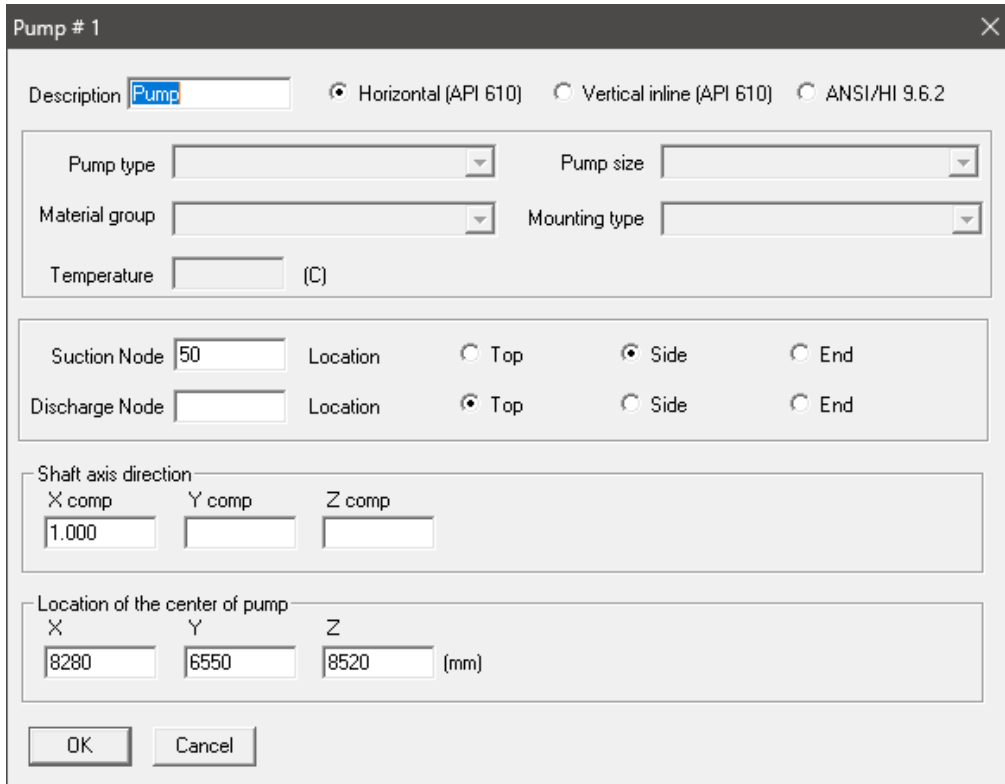 Pump # 1
Description Pump Horizontal (API 610) Vertical inline (API 610) ANSI/HI 9.6.2
Pump type Pump size
Material group Mounting type
Temperature (C)
Suction Node 50 Location Top Side End
Discharge Node Location Top Side End
Shaft axis direction
X comp Y comp Z comp
1.000
Location of the center of pump
X Y Z
8280 6550 8520 (mm)
OK Cancel